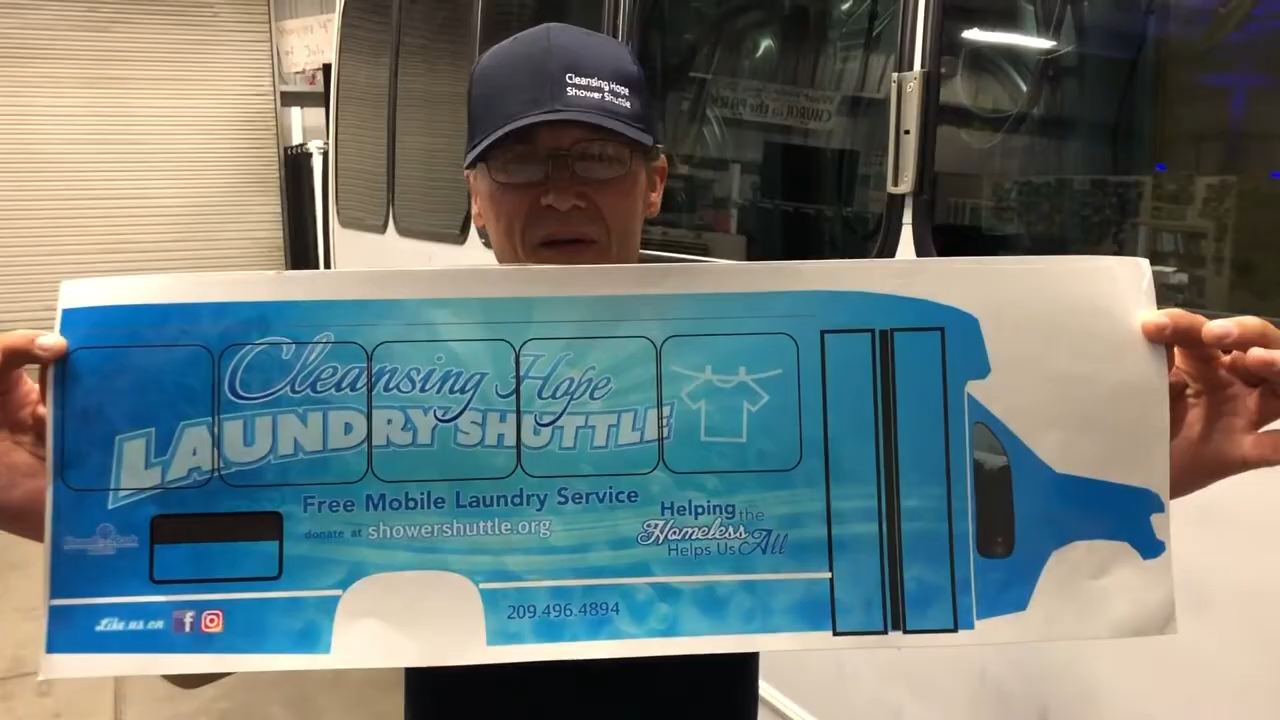 Cleansing Hope
Shower Shuttle
Cleansing Hope
LAUNDRY SHUTTLE
Free Mobile Laundry Service
donate at showershuttle.org
Helping the
Homeless
Helps Us All
209.496.4894
Like us on